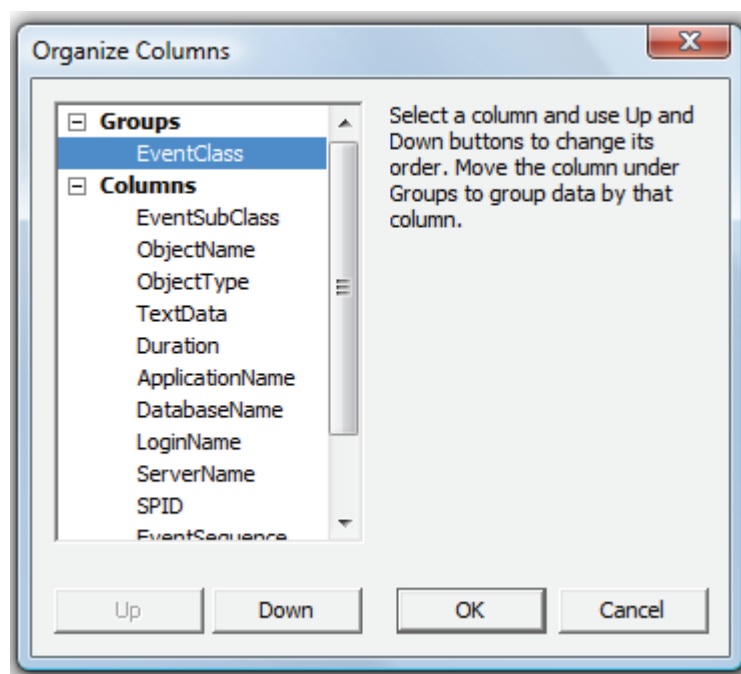 Organize Columns
Groups
EventClass
Columns
EventSubClass
ObjectName
ObjectType
TextData
Duration
ApplicationName
DatabaseName
LoginName
ServerName
SPID
EventSequence
Select a column and use Up and
Down buttons to change its
order. Move the column under
Groups to group data by that
column.
Up
Down
OK
Cancel